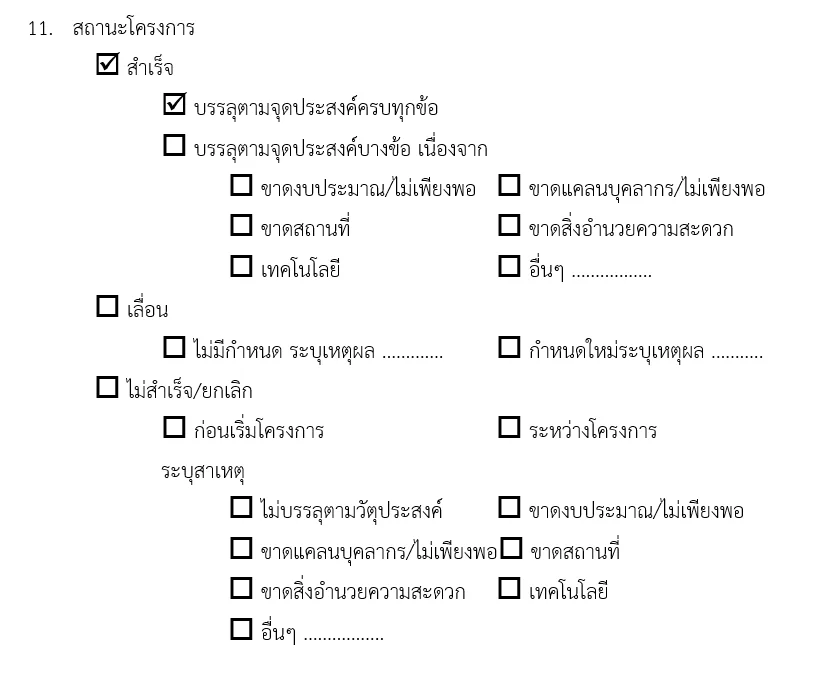 11. สถานะโครงการ
☑ สำเร็จ
☑ บรรลุตามจุดประสงค์ครบทุกข้อ
☐ บรรลุตามจุดประสงค์บางข้อ เนื่องจาก
☐ ขาดงบประมาณ/ไม่เพียงพอ ☐ ขาดแคลนบุคลากร/ไม่เพียงพอ
☐ ขาดสถานที่ ☐ ขาดสิ่งอำนวยความสะดวก
☐ เทคโนโลยี ☐ อื่นๆ .................
☐ เลื่อน
☐ ไม่มีกำหนด ระบุเหตุผล ............. ☐ กำหนดใหม่ระบุเหตุผล ...........
☐ ไม่สำเร็จ/ยกเลิก
☐ ก่อนเริ่มโครงการ ☐ ระหว่างโครงการ
ระบุสาเหตุ
☐ ไม่บรรลุตามวัตุประสงค์ ☐ ขาดงบประมาณ/ไม่เพียงพอ
☐ ขาดแคลนบุคลากร/ไม่เพียงพอ ☐ ขาดสถานที่
☐ ขาดสิ่งอำนวยความสะดวก ☐ เทคโนโลยี
☐ อื่นๆ .................